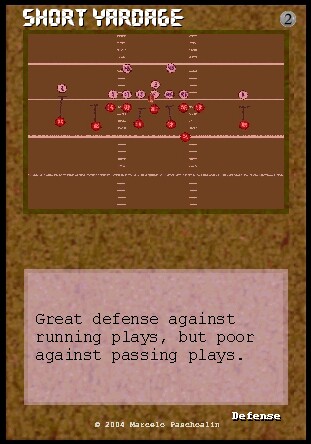 SHORT YARDAGE
2
Great defense against
running plays, but poor
against passing plays.
Defense
© 2004 Marcelo Paschoalin